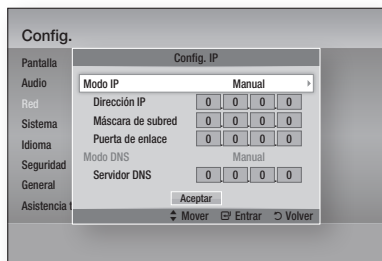 Config.
Config. IP
Pantalla
Audio
Red
Sistema
Idioma
Seguridad
General
Asistencia t
Modo IP Manual
Dirección IP 0 . 0 . 0 . 0
Máscara de subred 0 . 0 . 0 . 0
Puerta de enlace 0 . 0 . 0 . 0
Modo DNS Manual
Servidor DNS 0 . 0 . 0 . 0
Aceptar
Mover Entrar Volver